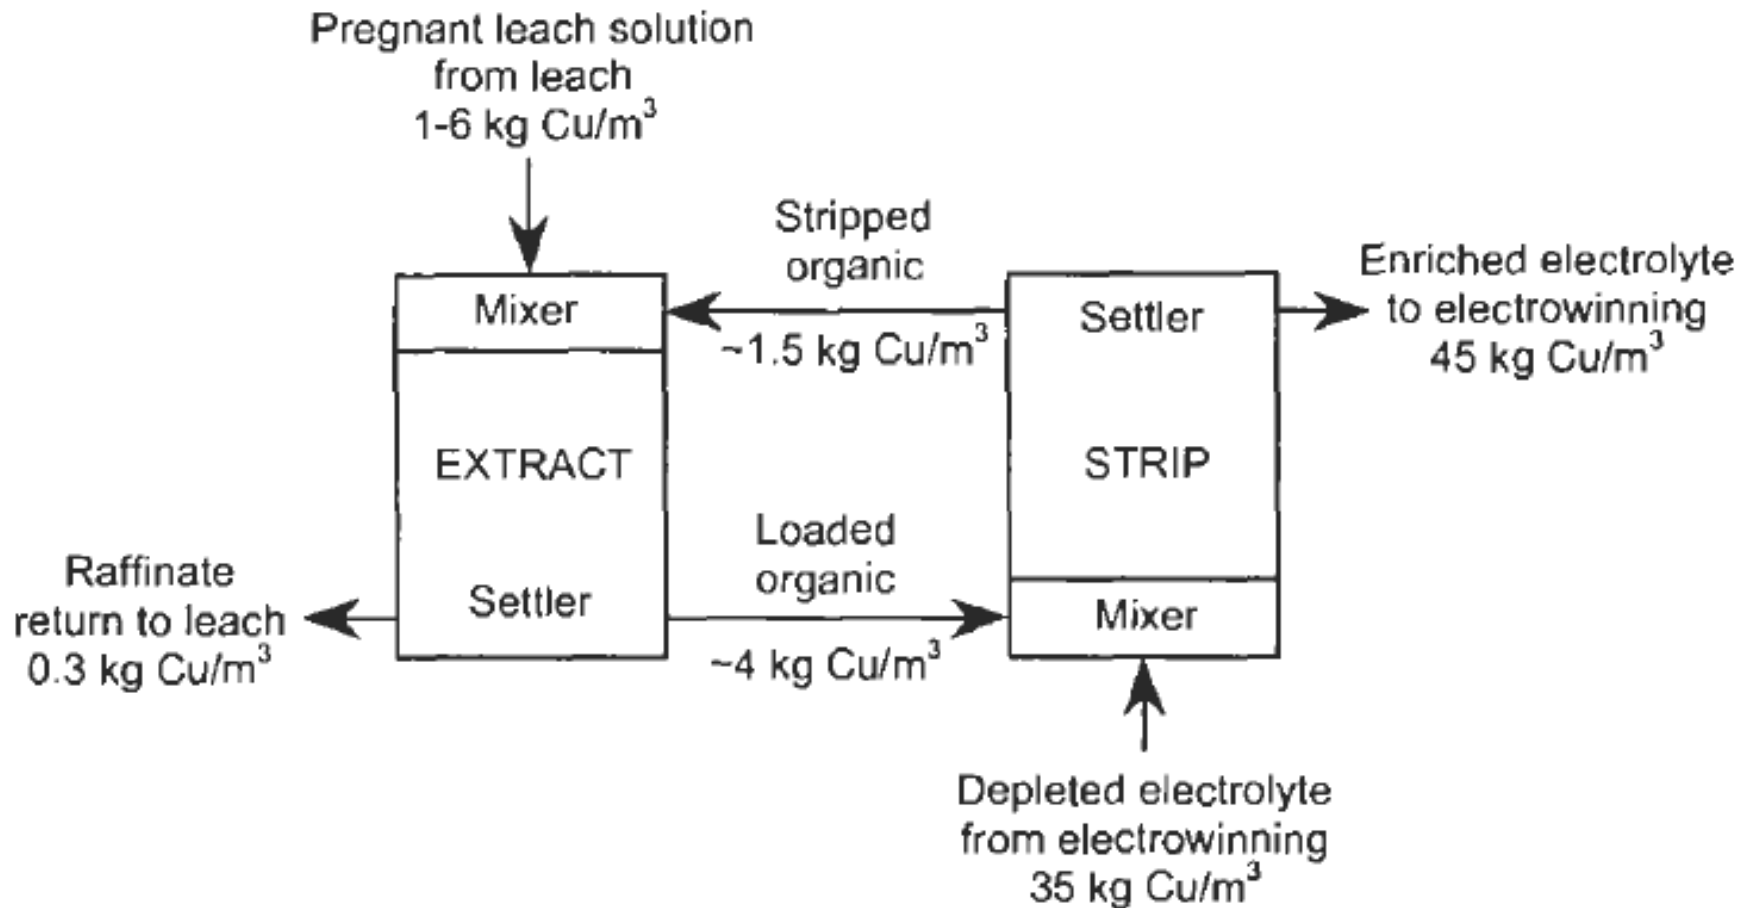 Pregnant leach solution
from leach
1-6 kg Cu/m³
Mixer
EXTRACT
Settler
Stripped
organic
~1.5 kg Cu/m³
Loaded
organic
~4 kg Cu/m³
Settler
STRIP
Mixer
Enriched electrolyte
to electrowinning
45 kg Cu/m³
Raffinate
return to leach
0.3 kg Cu/m³
Depleted electrolyte
from electrowinning
35 kg Cu/m³